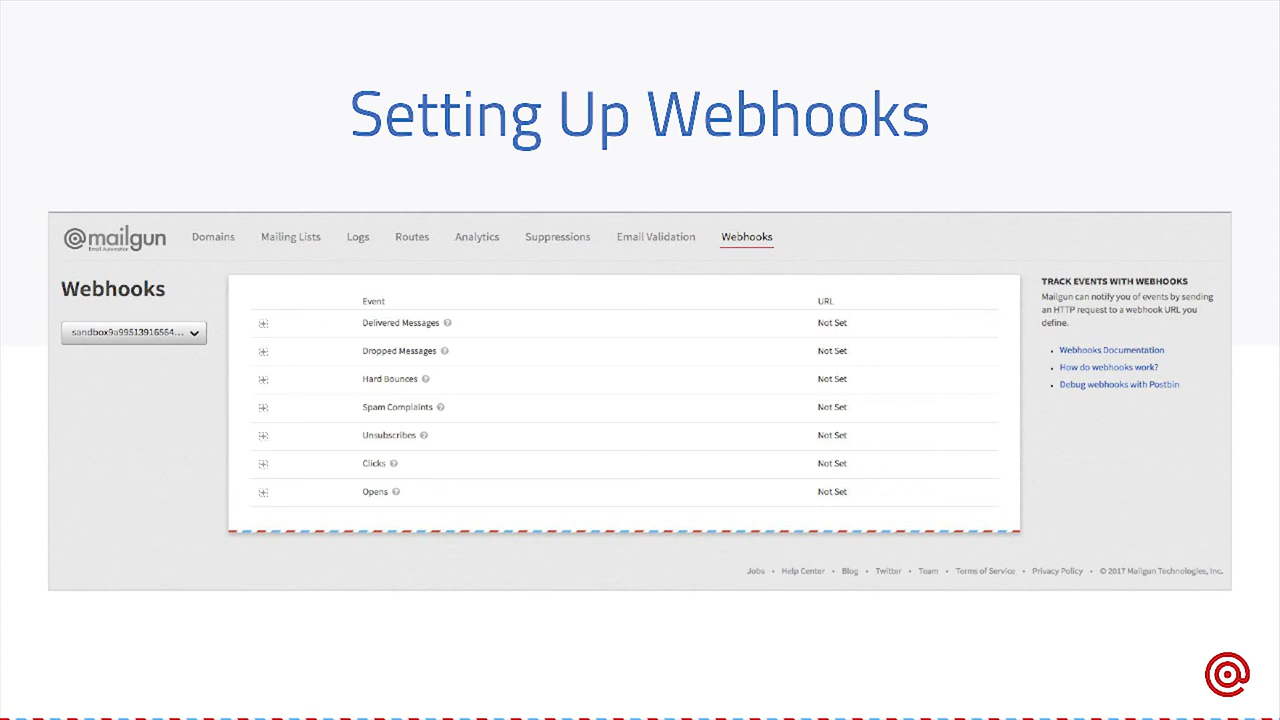 Setting Up Webhooks
@mailgun
Email Automation
Domains Mailing Lists Logs Routes Analytics Suppressions Email Validation Webhooks
Webhooks
sandbox9a99513916564...
Event URL
Delivered Messages ? Not Set
Dropped Messages ? Not Set
Hard Bounces ? Not Set
Spam Complaints ? Not Set
Unsubscribes ? Not Set
Clicks ? Not Set
Opens ? Not Set
TRACK EVENTS WITH WEBHOOKS
Mailgun can notify you of events by sending
an HTTP request to a webhook URL you
define.
• Webhooks Documentation
• How do webhooks work?
• Debug webhooks with Postbin
Jobs • Help Center • Blog • Twitter • Team • Terms of Service • Privacy Policy • © 2017 Mailgun Technologies, Inc.